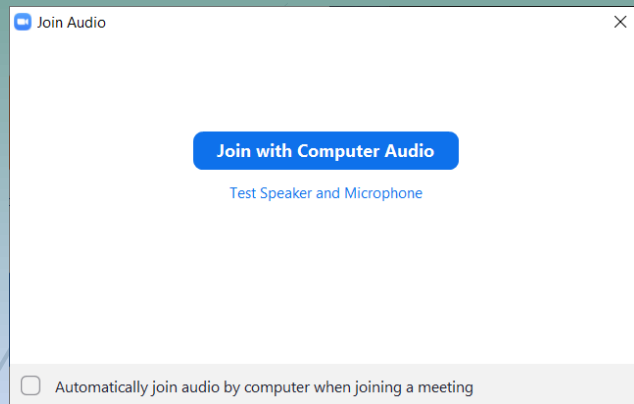 Join Audio
Join with Computer Audio
Test Speaker and Microphone
Automatically join audio by computer when joining a meeting